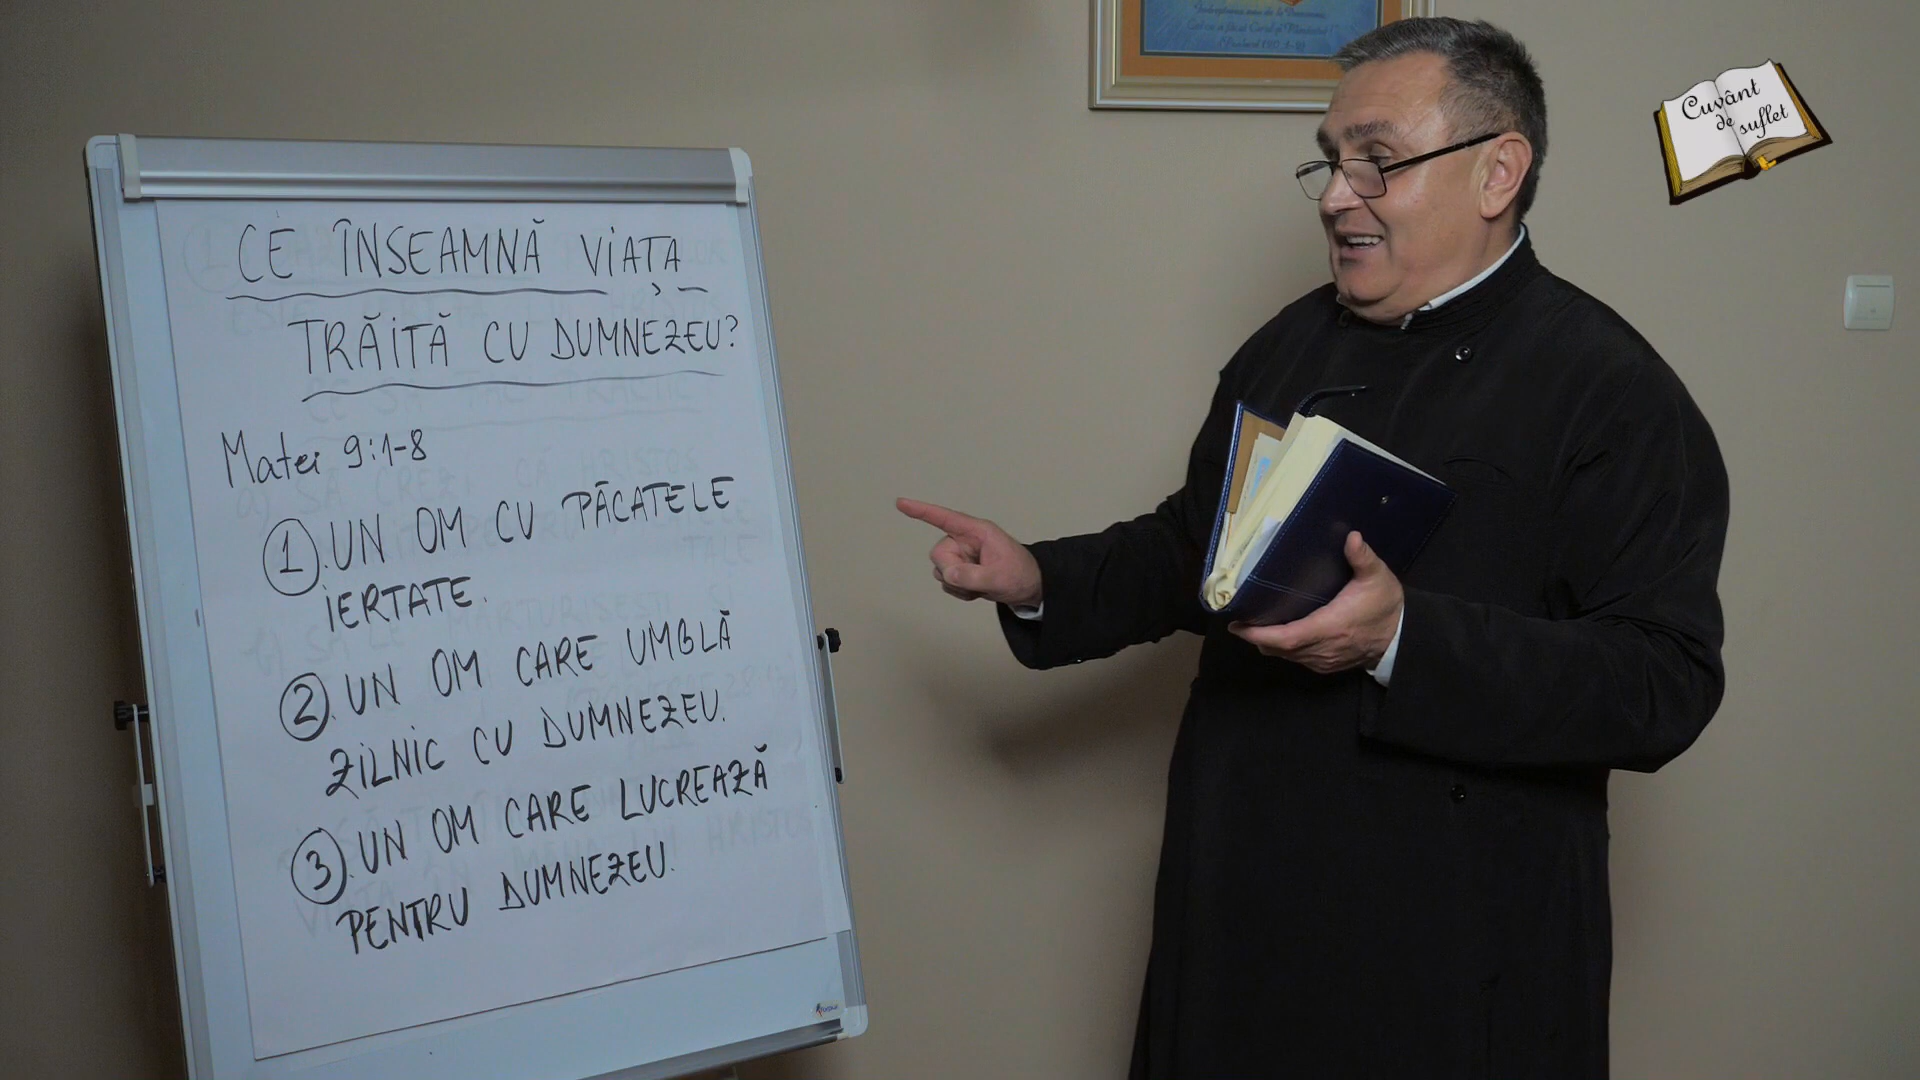 CE ÎNSEAMNĂ VIAȚA
TRĂITĂ CU DUMNEZEU?
Matei 9:1-8
1. UN OM CU PĂCATELE
IERTATE.
2. UN OM CARE UMBLĂ
ZILNIC CU DUMNEZEU.
3. UN OM CARE LUCREAZĂ
PENTRU DUMNEZEU.
Cuvânt
de suflet